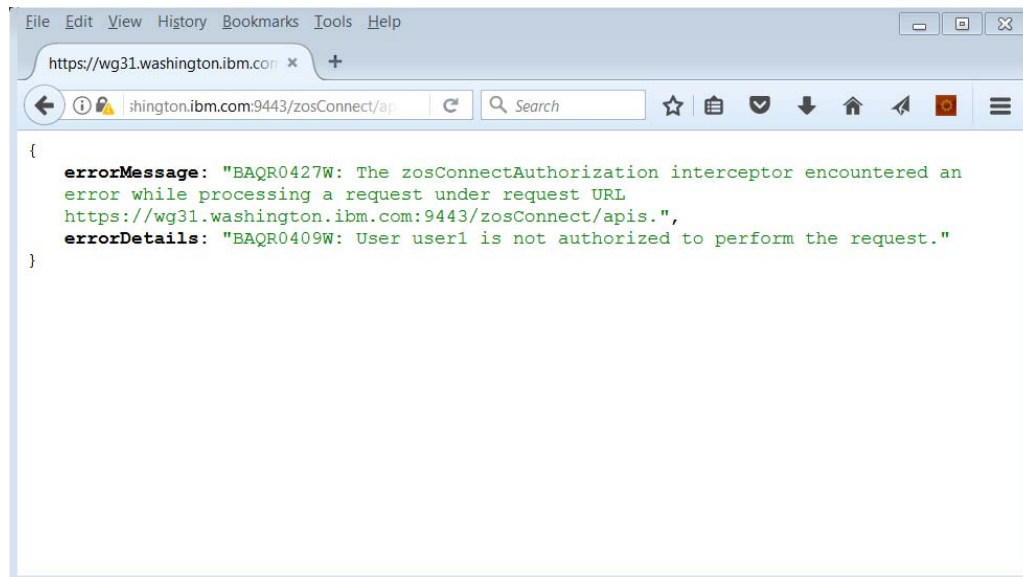 File Edit View History Bookmarks Tools Help
https://wg31.washington.ibm.com
shington.ibm.com:9443/zosConnect/ap Search
{
errorMessage: "BAQR0427W: The zosConnectAuthorization interceptor encountered an
error while processing a request under request URL
https://wg31.washington.ibm.com:9443/zosConnect/apis.",
errorDetails: "BAQR0409W: User user1 is not authorized to perform the request."
}